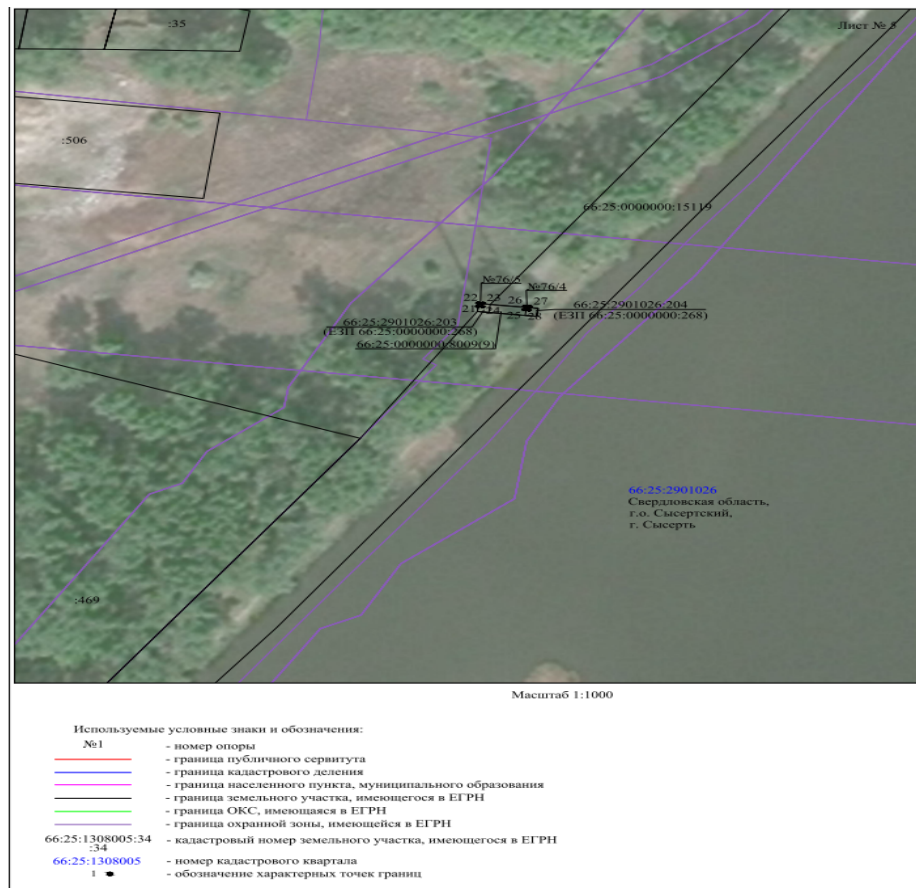 :35
Лист № 8
:506
66:25:0000000:15119
№76/5
№76/4
22 23
26 27
21 24
25 28
66:25:2901026:203
(ЕЗП 66:25:0000000:268)
66:25:0000000:8009(9)
66:25:2901026:204
(ЕЗП 66:25:0000000:268)
66:25:2901026
Свердловская область,
г.о. Сысертский,
г. Сысерть
:469
Масштаб 1:1000
Используемые условные знаки и обозначения:
№1 - номер опоры
- граница публичного сервитута
- граница кадастрового деления
- граница населенного пункта, муниципального образования
- граница земельного участка, имеющегося в ЕГРН
- граница ОКС, имеющаяся в ЕГРН
- граница охранной зоны, имеющейся в ЕГРН
66:25:1308005:34 - кадастровый номер земельного участка, имеющегося в ЕГРН
:34
66:25:1308005 - номер кадастрового квартала
1 - обозначение характерных точек границ